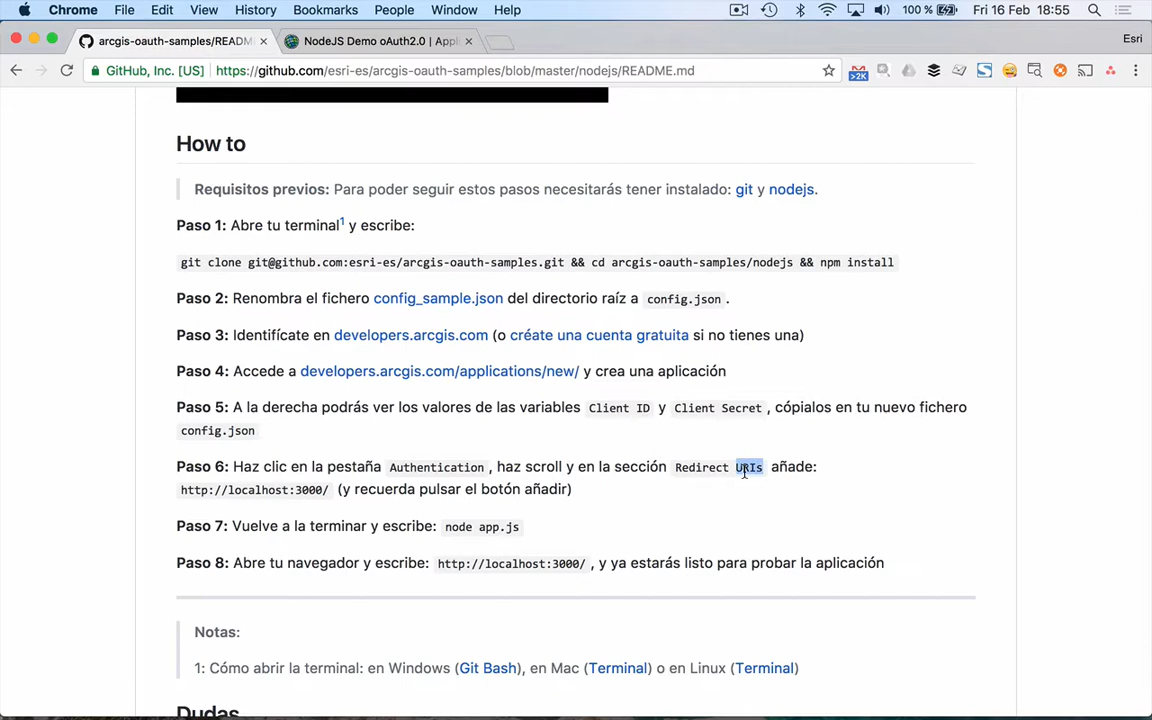 Chrome File Edit View History Bookmarks People Window Help 100 % Fri 16 Feb 18:55
arcgis-oauth-samples/READM NodeJS Demo oAuth2.0 | Appl Esri
GitHub, Inc. [US] https://github.com/esri-es/arcgis-oauth-samples/blob/master/nodejs/README.md >2K
How to
Requisitos previos: Para poder seguir estos pasos necesitarás tener instalado: git y nodejs.
Paso 1: Abre tu terminal1 y escribe:
git clone git@github.com:esri-es/arcgis-oauth-samples.git && cd arcgis-oauth-samples/nodejs && npm install
Paso 2: Renombra el fichero config_sample.json del directorio raíz a config.json .
Paso 3: Identifícate en developers.arcgis.com (o créate una cuenta gratuita si no tienes una)
Paso 4: Accede a developers.arcgis.com/applications/new/ y crea una aplicación
Paso 5: A la derecha podrás ver los valores de las variables Client ID y Client Secret , cópialos en tu nuevo fichero
config.json
Paso 6: Haz clic en la pestaña Authentication , haz scroll y en la sección Redirect URIs añade:
http://localhost:3000/ (y recuerda pulsar el botón añadir)
Paso 7: Vuelve a la terminar y escribe: node app.js
Paso 8: Abre tu navegador y escribe: http://localhost:3000/ , y ya estarás listo para probar la aplicación
Notas:
1: Cómo abrir la terminal: en Windows (Git Bash), en Mac (Terminal) o en Linux (Terminal)
Dudas